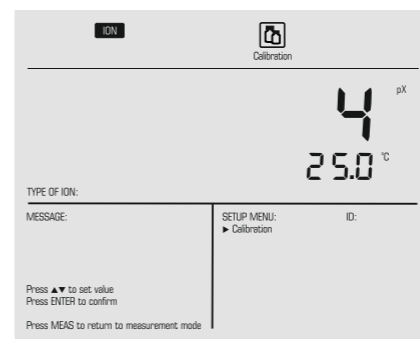 ION
Calibration
4 pX
25.0 °C
TYPE OF ION:
MESSAGE:
Press ▲▼ to set value
Press ENTER to confirm
Press MEAS to return to measurement mode
SETUP MENU: ID:
► Calibration